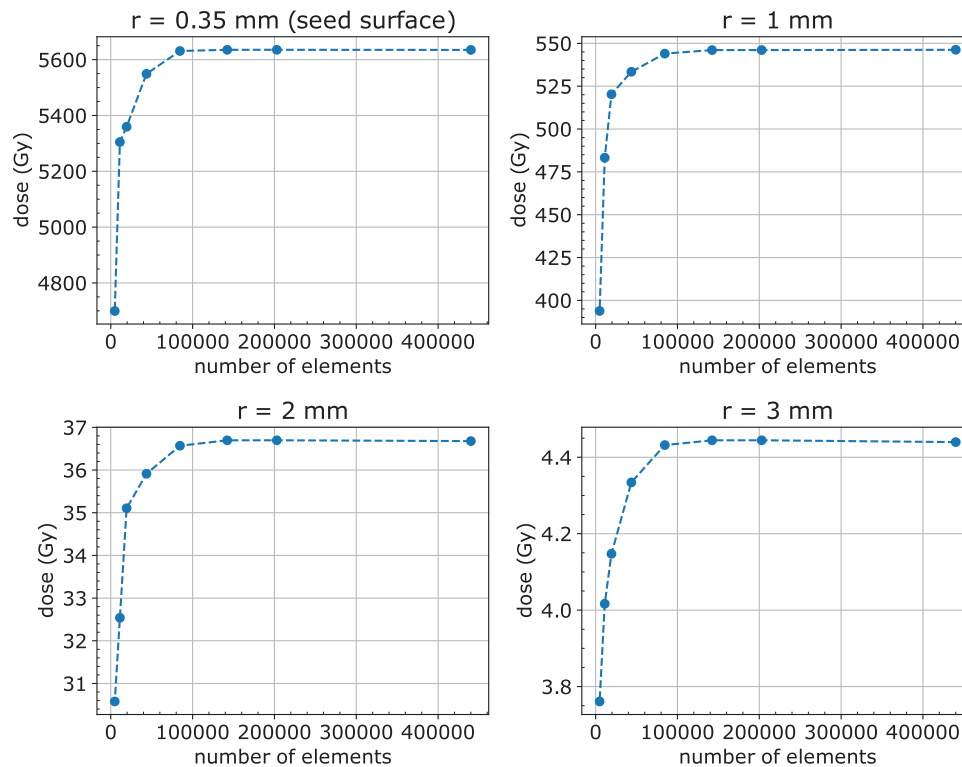 r = 0.35 mm (seed surface)
dose (Gy)
5600
5400
5200
5000
4800
0 100000 200000 300000 400000
number of elements
r = 1 mm
dose (Gy)
550
525
500
475
450
425
400
0 100000 200000 300000 400000
number of elements
r = 2 mm
dose (Gy)
37
36
35
34
33
32
31
0 100000 200000 300000 400000
number of elements
r = 3 mm
dose (Gy)
4.4
4.2
4.0
3.8
0 100000 200000 300000 400000
number of elements